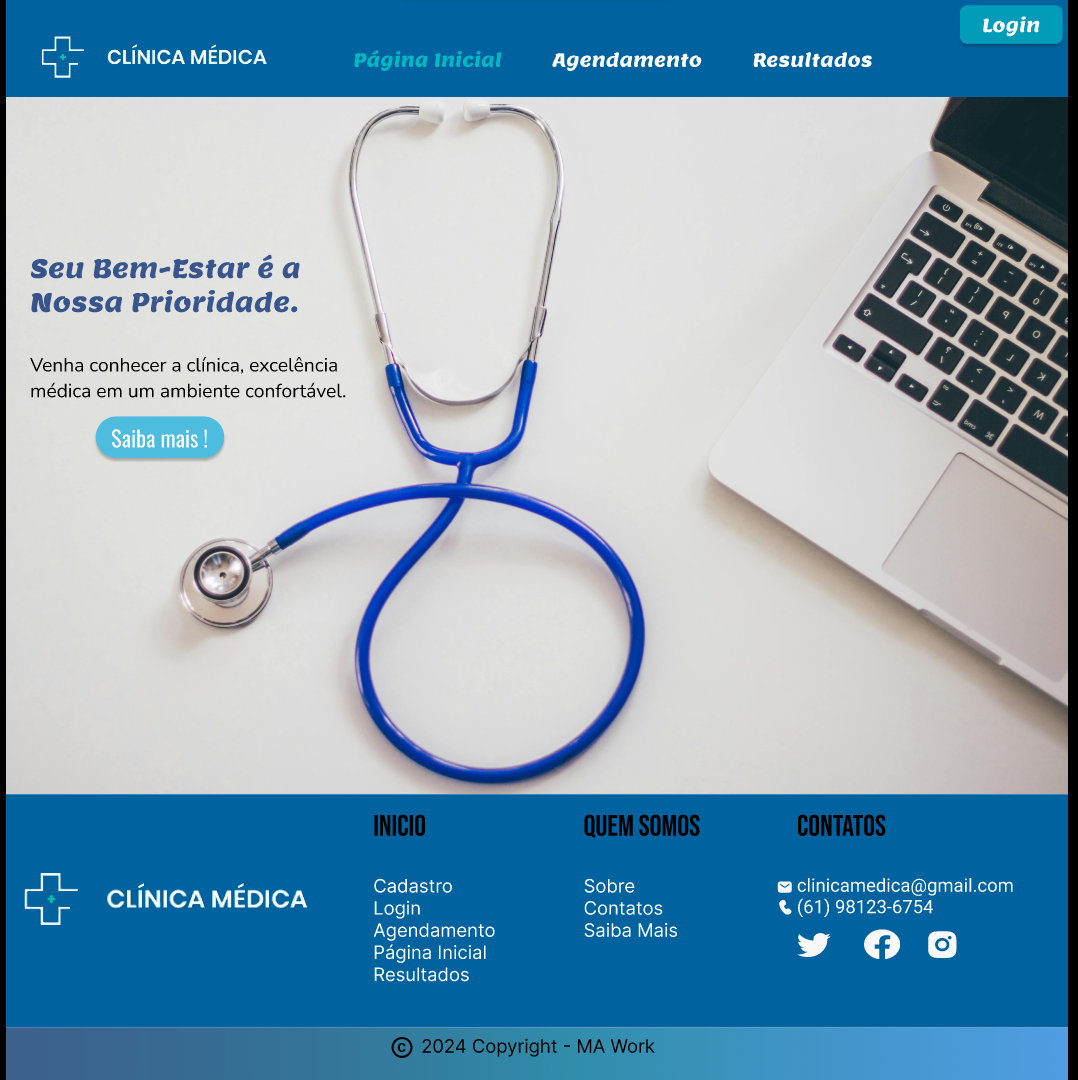 Login
CLÍNICA MÉDICA
Página Inicial
Agendamento
Resultados
Seu Bem-Estar é a
Nossa Prioridade.
Venha conhecer a clínica, excelência
médica em um ambiente confortável.
Saiba mais !
CLÍNICA MÉDICA
INICIO
Cadastro
Login
Agendamento
Página Inicial
Resultados
QUEM SOMOS
Sobre
Contatos
Saiba Mais
CONTATOS
clinicamedica@gmail.com
(61) 98123-6754
© 2024 Copyright - MA Work